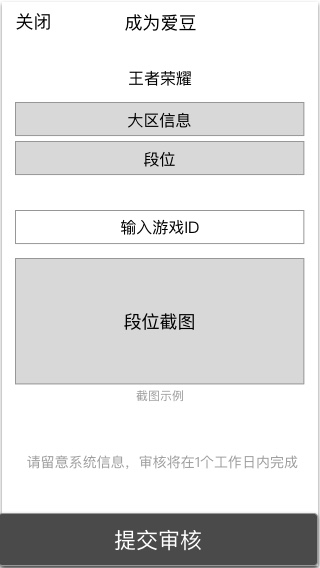 关闭 成为爱豆
王者荣耀
大区信息
段位
输入游戏ID
段位截图
截图示例
请留意系统信息，审核将在1个工作日内完成
提交审核